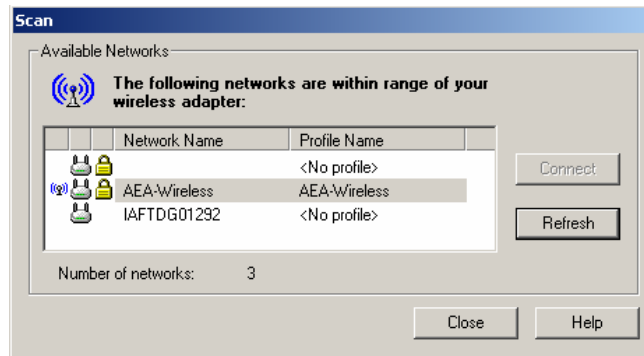 Scan
Available Networks
The following networks are within range of your
wireless adapter:
Network Name Profile Name
<No profile>
AEA-Wireless AEA-Wireless
IAFTDG01292 <No profile>
Connect
Refresh
Number of networks: 3
Close Help